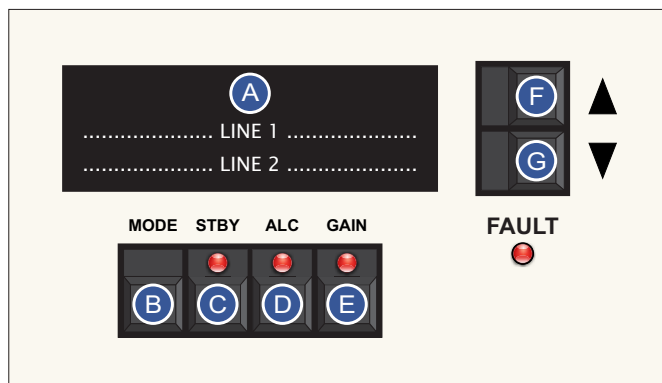 A
..................... LINE 1 .....................
..................... LINE 2 .....................
F
G
MODE STBY ALC GAIN
FAULT
B C D E